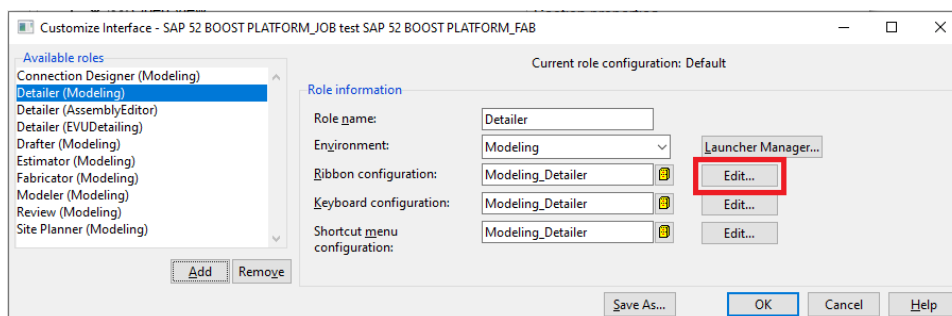 Customize Interface - SAP 52 BOOST PLATFORM_JOB test SAP 52 BOOST PLATFORM_FAB
Available roles
Connection Designer (Modeling)
Detailer (Modeling)
Detailer (AssemblyEditor)
Detailer (EVUDetailing)
Drafter (Modeling)
Estimator (Modeling)
Fabricator (Modeling)
Modeler (Modeling)
Review (Modeling)
Site Planner (Modeling)
Add Remove
Current role configuration: Default
Role information
Role name: Detailer
Environment: Modeling Launcher Manager...
Ribbon configuration: Modeling_Detailer Edit...
Keyboard configuration: Modeling_Detailer Edit...
Shortcut menu configuration: Modeling_Detailer Edit...
Save As... OK Cancel Help